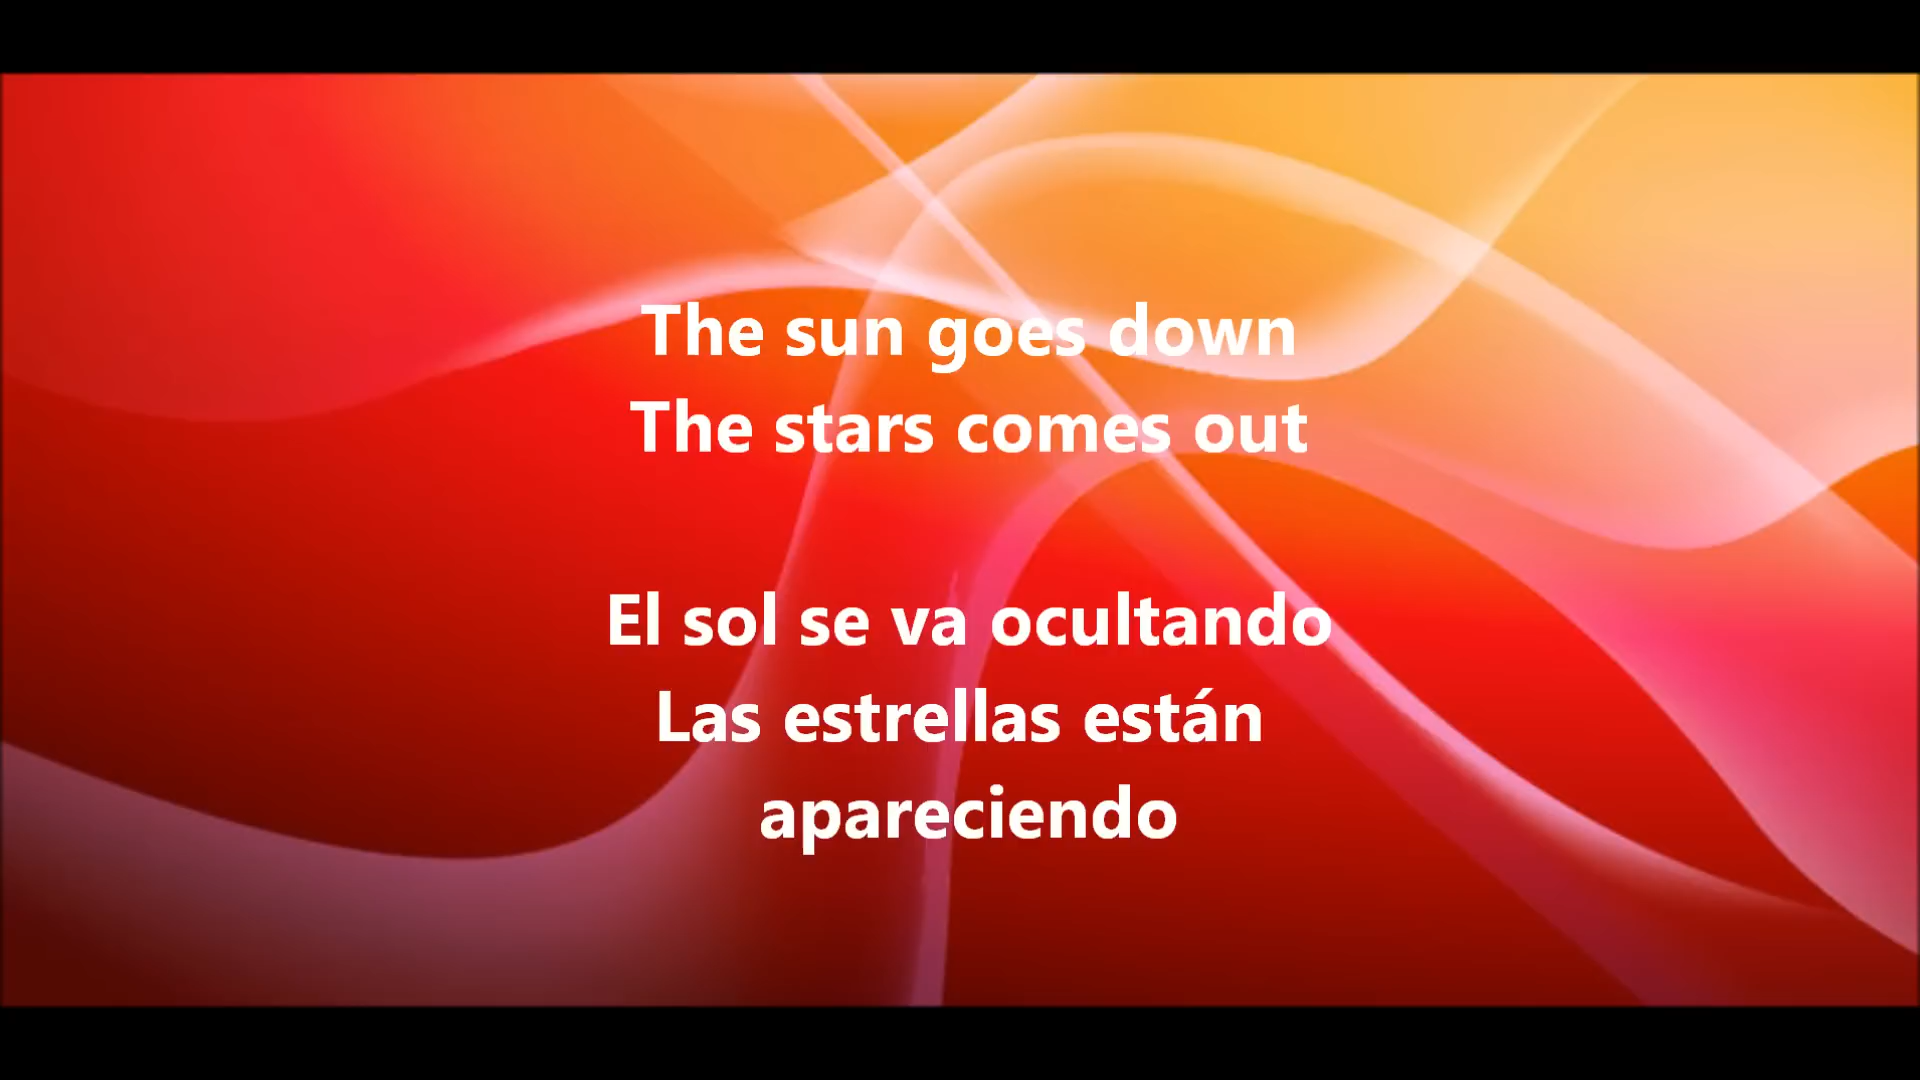 The sun goes down
The stars comes out
El sol se va ocultando
Las estrellas están
apareciendo